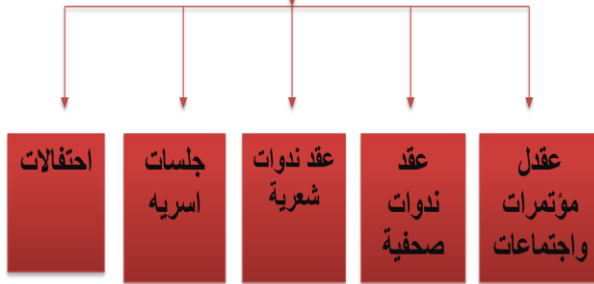 عقدل
مؤتمرات
واجتماعات
عقد
ندوات
صحفية
عقد ندوات
شعرية
جلسات
اسريه
احتفالات